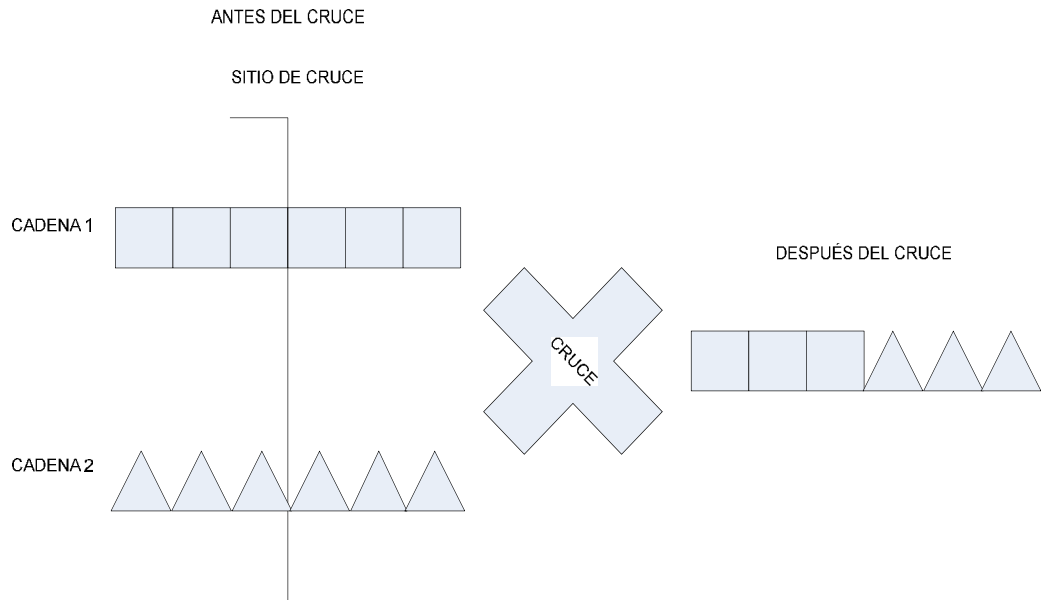 ANTES DEL CRUCE
SITIO DE CRUCE
CADENA 1
DESPUÉS DEL CRUCE
CRUCE
CADENA 2